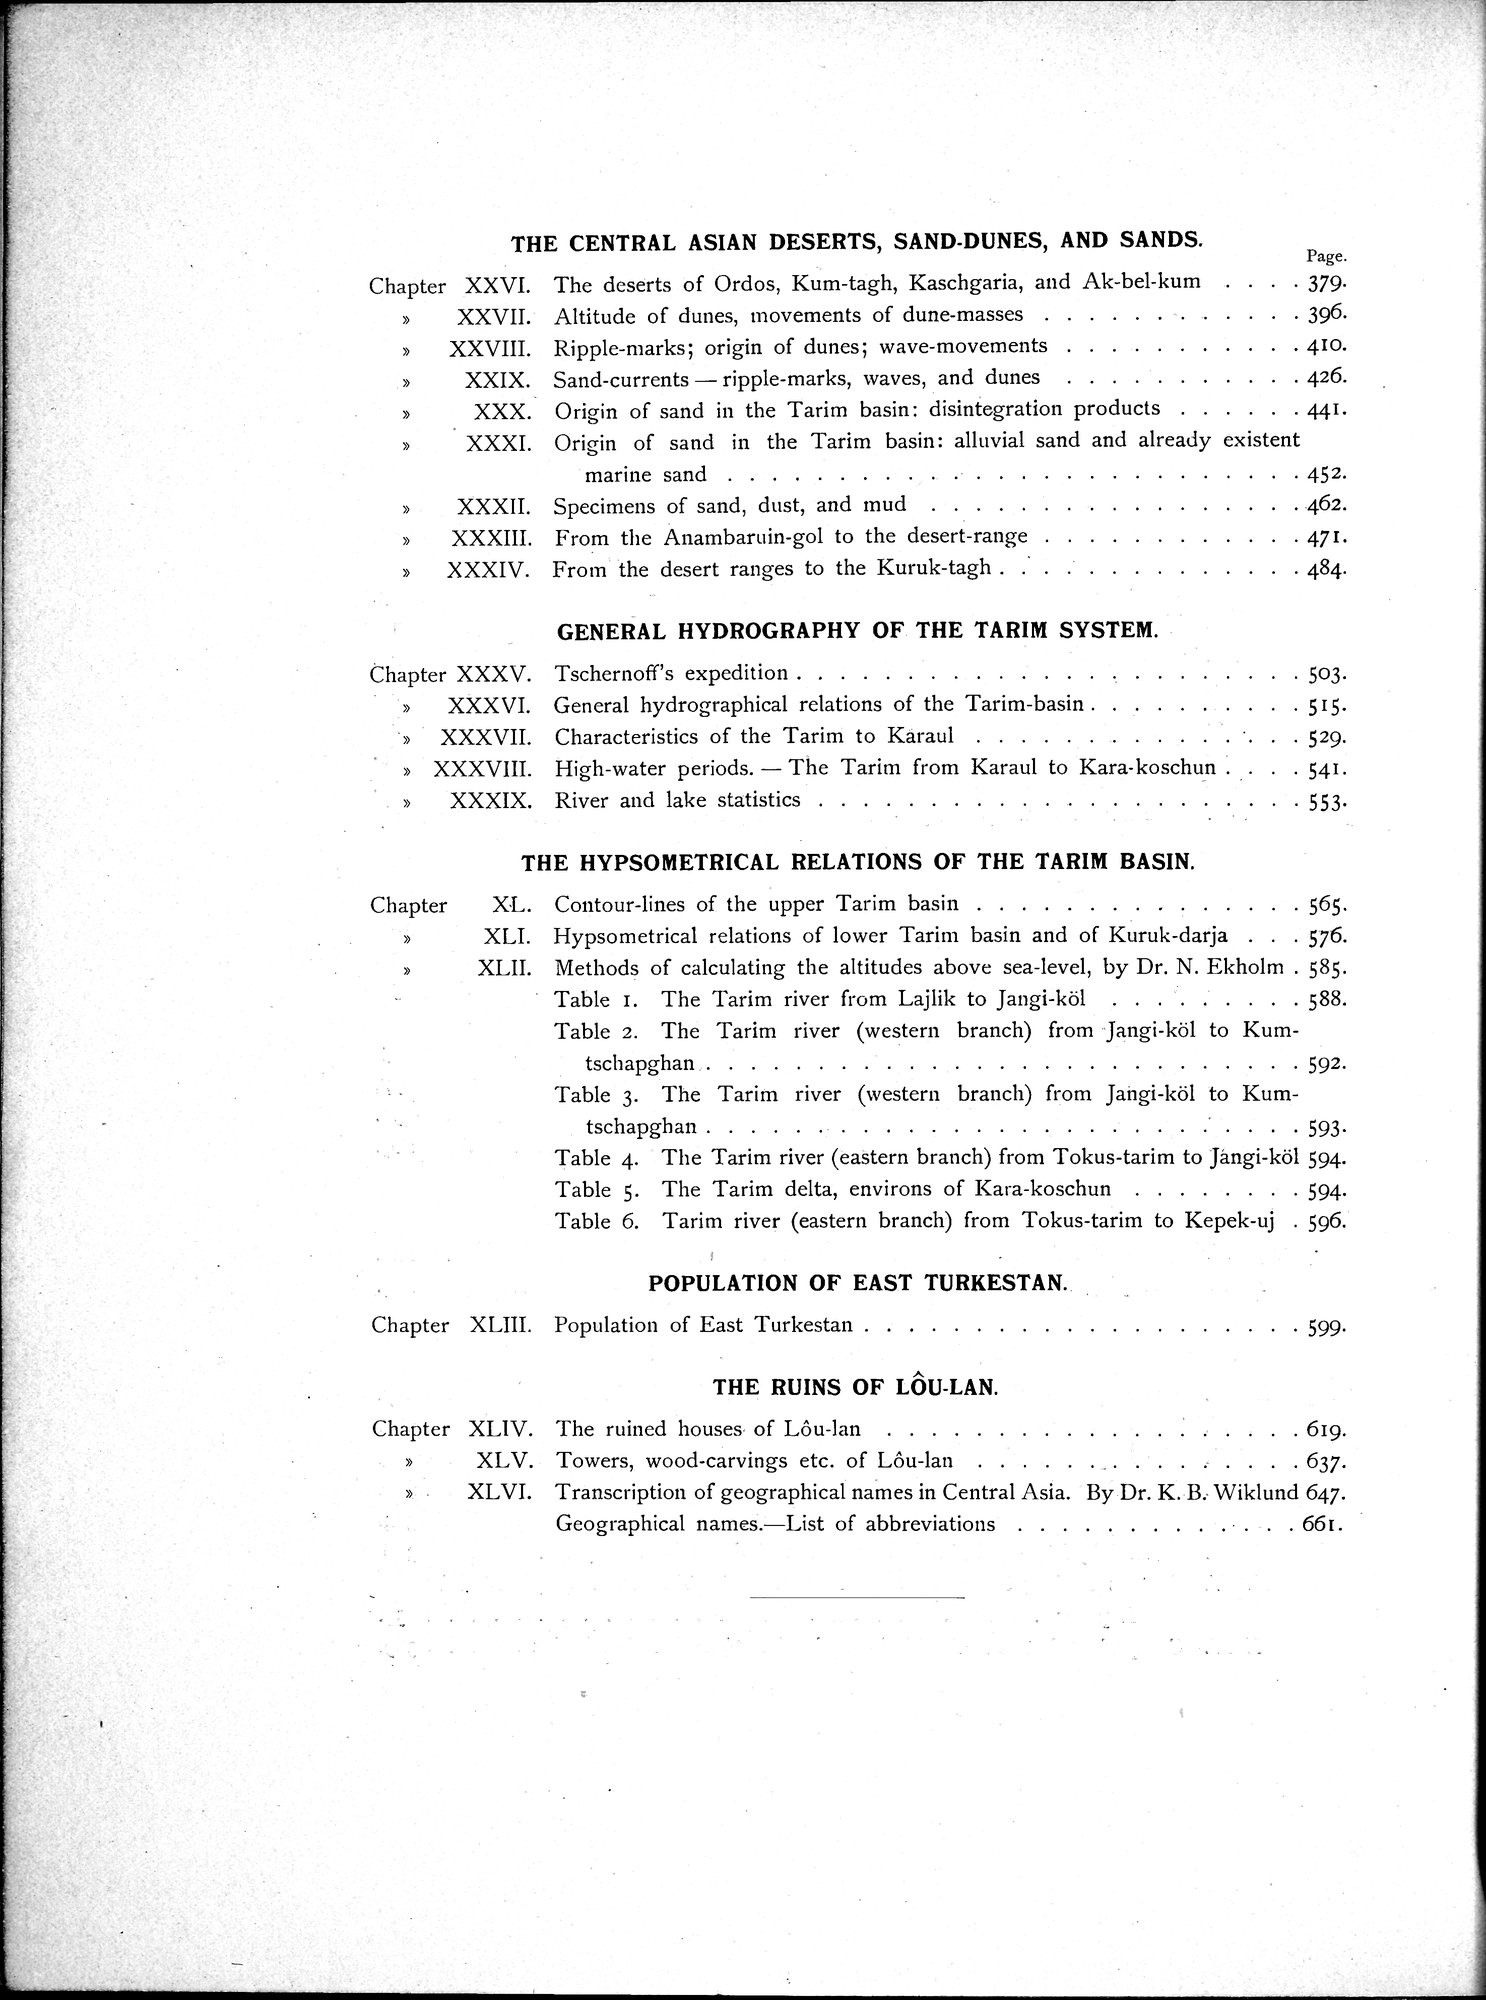 THE CENTRAL ASIAN DESERTS, SAND-DUNES, AND SANDS.
Page.
Chapter XXVI. The deserts of Ordos, Kum-tagh, Kaschgaria, and Ak-bel-kum . . . . 379.
» XXVII. Altitude of dunes, movements of dune-masses . . . . . . . . . . . . 396.
» XXVIII. Ripple-marks; origin of dunes; wave-movements . . . . . . . . . . . 410.
» XXIX. Sand-currents — ripple-marks, waves, and dunes . . . . . . . . . . . 426.
» XXX. Origin of sand in the Tarim basin: disintegration products . . . . . . 441.
» XXXI. Origin of sand in the Tarim basin: alluvial sand and already existent
marine sand . . . . . . . . . . . . . . . . . . . . . . . . . . 452.
» XXXII. Specimens of sand, dust, and mud . . . . . . . . . . . . . . . . . 462.
» XXXIII. From the Anambaruin-gol to the desert-range . . . . . . . . . . . . 471.
» XXXIV. From the desert ranges to the Kuruk-tagh . . . . . . . . . . . . . . 484.
GENERAL HYDROGRAPHY OF THE TARIM SYSTEM.
Chapter XXXV. Tschernoff's expedition . . . . . . . . . . . . . . . . . . . . . . . 503.
» XXXVI. General hydrographical relations of the Tarim-basin . . . . . . . . . . 515.
» XXXVII. Characteristics of the Tarim to Karaul . . . . . . . . . . . . . . . 529.
» XXXVIII. High-water periods. — The Tarim from Karaul to Kara-koschun . . . . 541.
» XXXIX. River and lake statistics . . . . . . . . . . . . . . . . . . . . . . 553.
THE HYPSOMETRICAL RELATIONS OF THE TARIM BASIN.
Chapter XL. Contour-lines of the upper Tarim basin . . . . . . . . . . . . . . . 565.
» XLI. Hypsometrical relations of lower Tarim basin and of Kuruk-darja . . . 576.
» XLII. Methods of calculating the altitudes above sea-level, by Dr. N. Ekholm . 585.
Table 1. The Tarim river from Lajlik to Jangi-köl . . . . . . . . . 588.
Table 2. The Tarim river (western branch) from Jangi-köl to Kum-
tschapghan . . . . . . . . . . . . . . . . . . . . . . . . . . . 592.
Table 3. The Tarim river (western branch) from Jangi-köl to Kum-
tschapghan . . . . . . . . . . . . . . . . . . . . . . . . . . . 593.
Table 4. The Tarim river (eastern branch) from Tokus-tarim to Jangi-köl 594.
Table 5. The Tarim delta, environs of Kara-koschun . . . . . . . . 594.
Table 6. Tarim river (eastern branch) from Tokus-tarim to Kepek-uj . 596.
POPULATION OF EAST TURKESTAN.
Chapter XLIII. Population of East Turkestan . . . . . . . . . . . . . . . . . . . . 599.
THE RUINS OF LÔU-LAN.
Chapter XLIV. The ruined houses of Lôu-lan . . . . . . . . . . . . . . . . . . . 619.
» XLV. Towers, wood-carvings etc. of Lôu-lan . . . . . . . . . . . . . . . 637.
» XLVI. Transcription of geographical names in Central Asia. By Dr. K. B. Wiklund 647.
Geographical names.—List of abbreviations . . . . . . . . . . . . . 661.